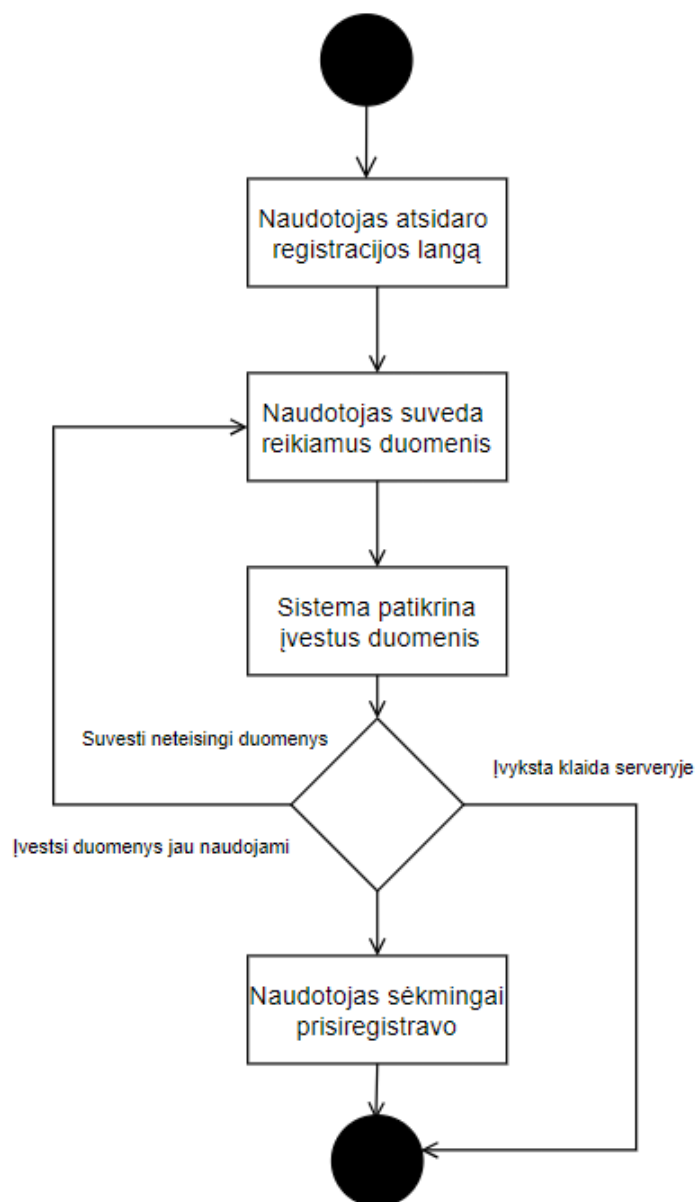 Naudotojas atsidaro
registracijos langą
Naudotojas suveda
reikiamus duomenis
Sistema patikrina
įvestus duomenis
Suvesti neteisingi duomenys
Įvyksta klaida serveryje
Įvestsi duomenys jau naudojami
Naudotojas sėkmingai
prisiregistravo